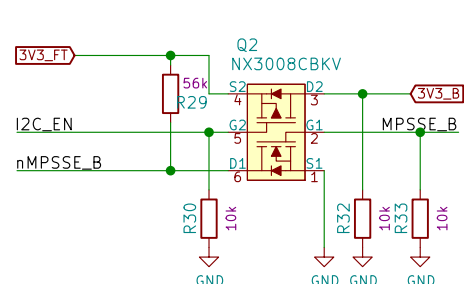 Q2
NX3008CBKV
3V3_FT
56k
R29
S2
4
D2
3
3V3_B
I2C_EN
G2
5
G1
2
MPSSE_B
nMPSSE_B
D1
6
S1
1
R30
10k
R32
10k
R33
10k
GND
GND
GND
GND